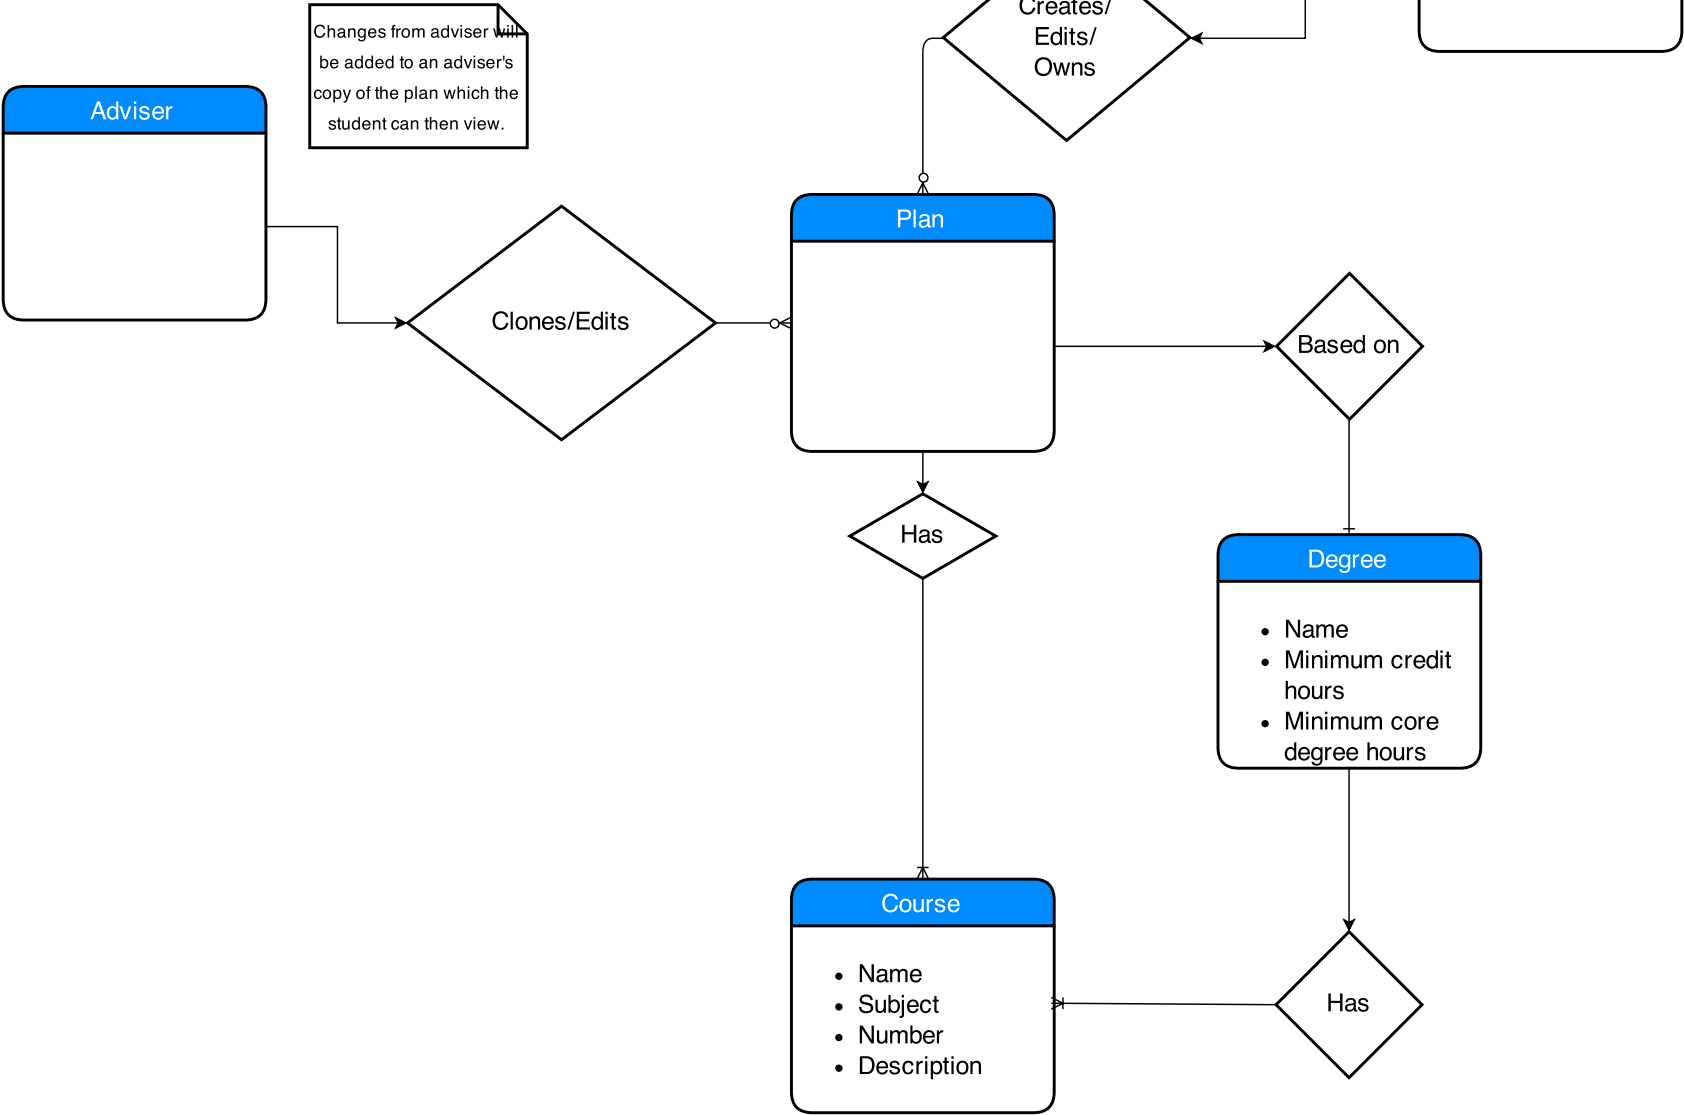 Creates/
Edits/
Owns
Changes from adviser will
be added to an adviser's
copy of the plan which the
student can then view.
Adviser
Plan
Clones/Edits
Based on
Has
Degree
• Name
• Minimum credit
hours
• Minimum core
degree hours
Course
• Name
• Subject
• Number
• Description
Has